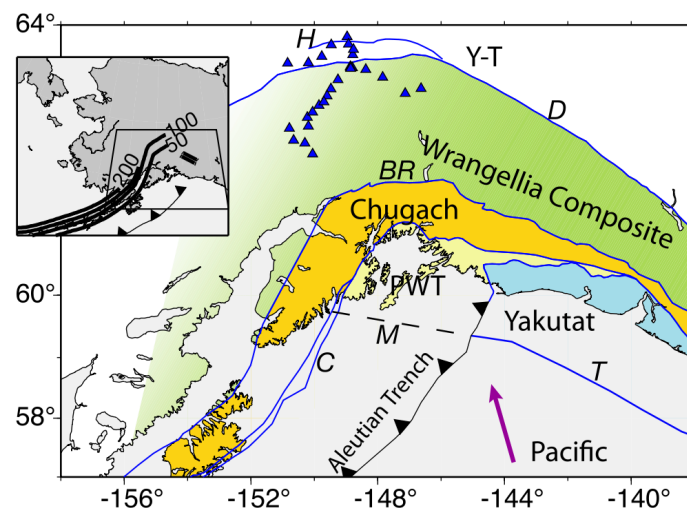 64°
H
Y-T
D
100
50
200
BR
Wrangellia Composite
Chugach
60°
PWT
Yakutat
M
C
T
Aleutian Trench
58°
Pacific
-156°
-152°
-148°
-144°
-140°